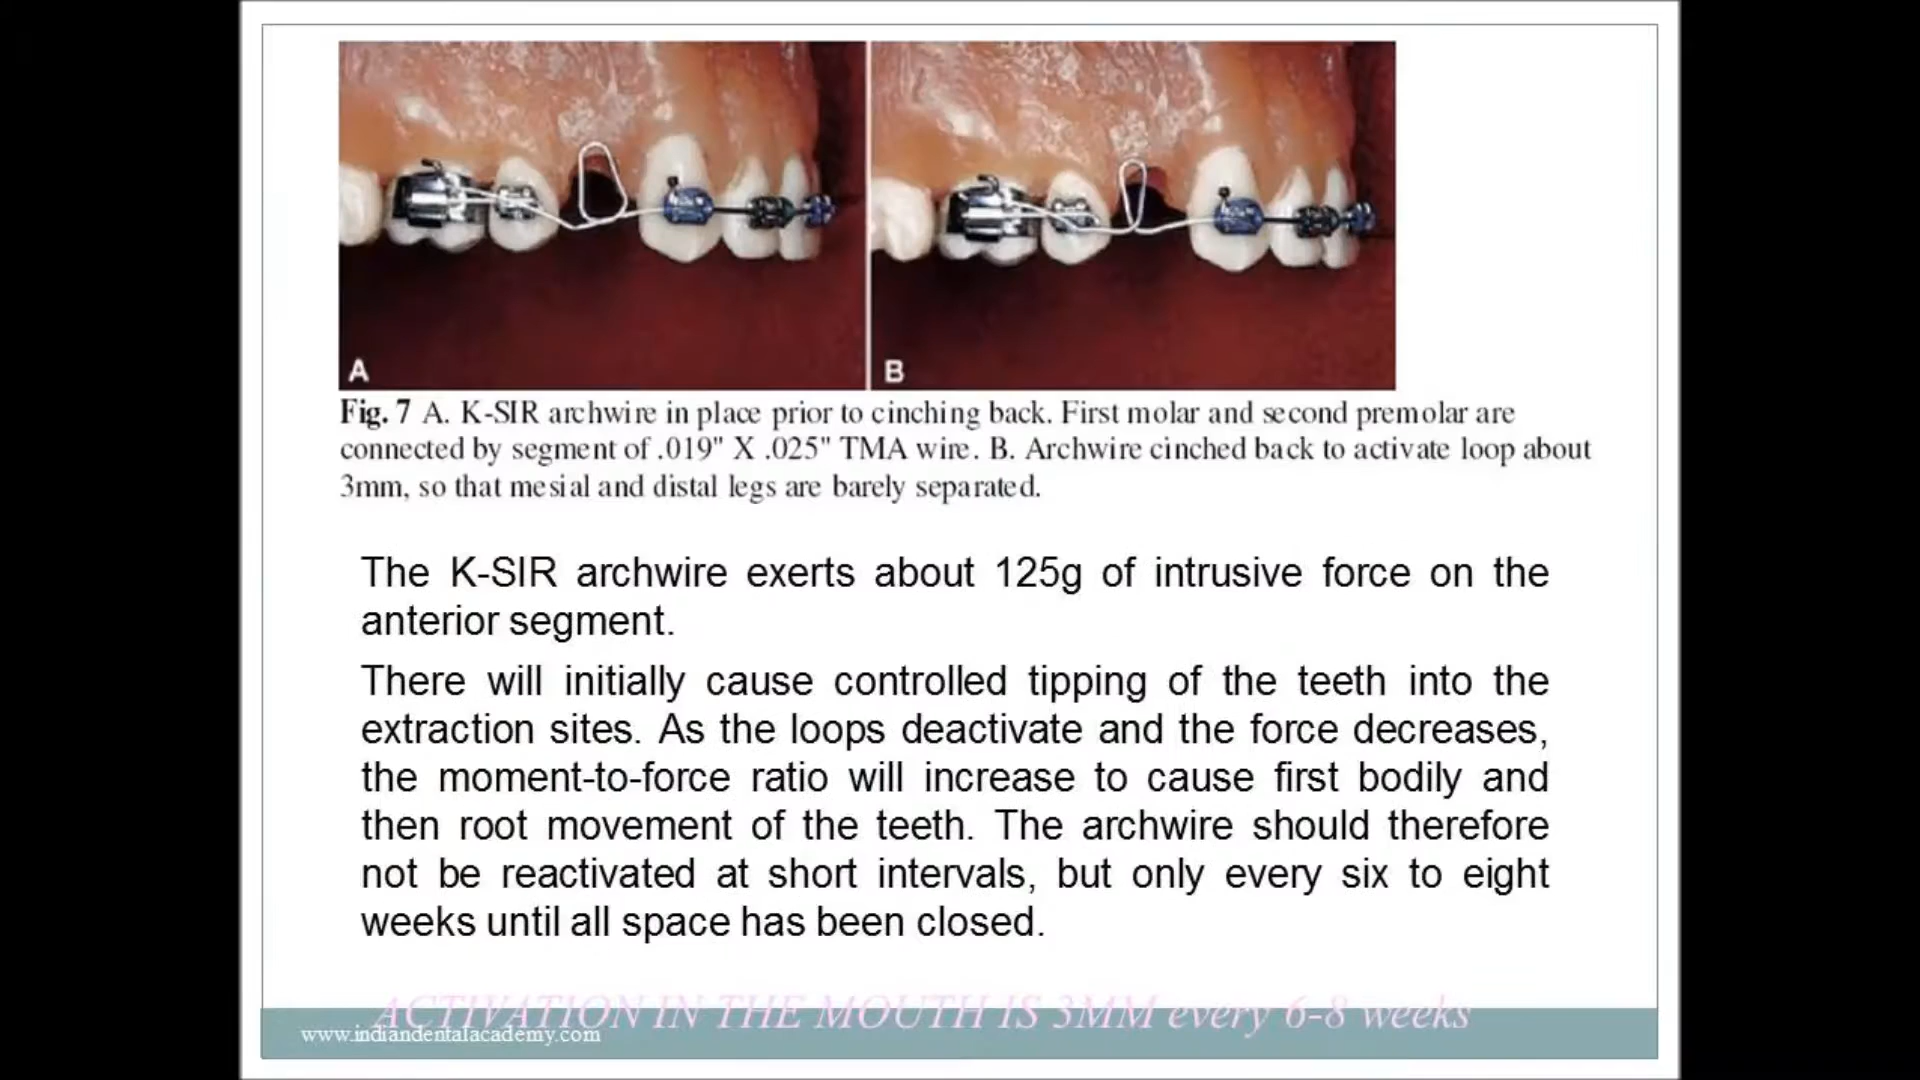 A
B
Fig. 7 A. K-SIR archwire in place prior to cinching back. First molar and second premolar are
connected by segment of .019" X .025" TMA wire. B. Archwire cinched back to activate loop about
3mm, so that mesial and distal legs are barely separated.
The K-SIR archwire exerts about 125g of intrusive force on the
anterior segment.
There will initially cause controlled tipping of the teeth into the
extraction sites. As the loops deactivate and the force decreases,
the moment-to-force ratio will increase to cause first bodily and
then root movement of the teeth. The archwire should therefore
not be reactivated at short intervals, but only every six to eight
weeks until all space has been closed.
ACTIVATION IN THE MOUTH IS 3MM every 6-8 weeks
www.indiandentalacademy.com